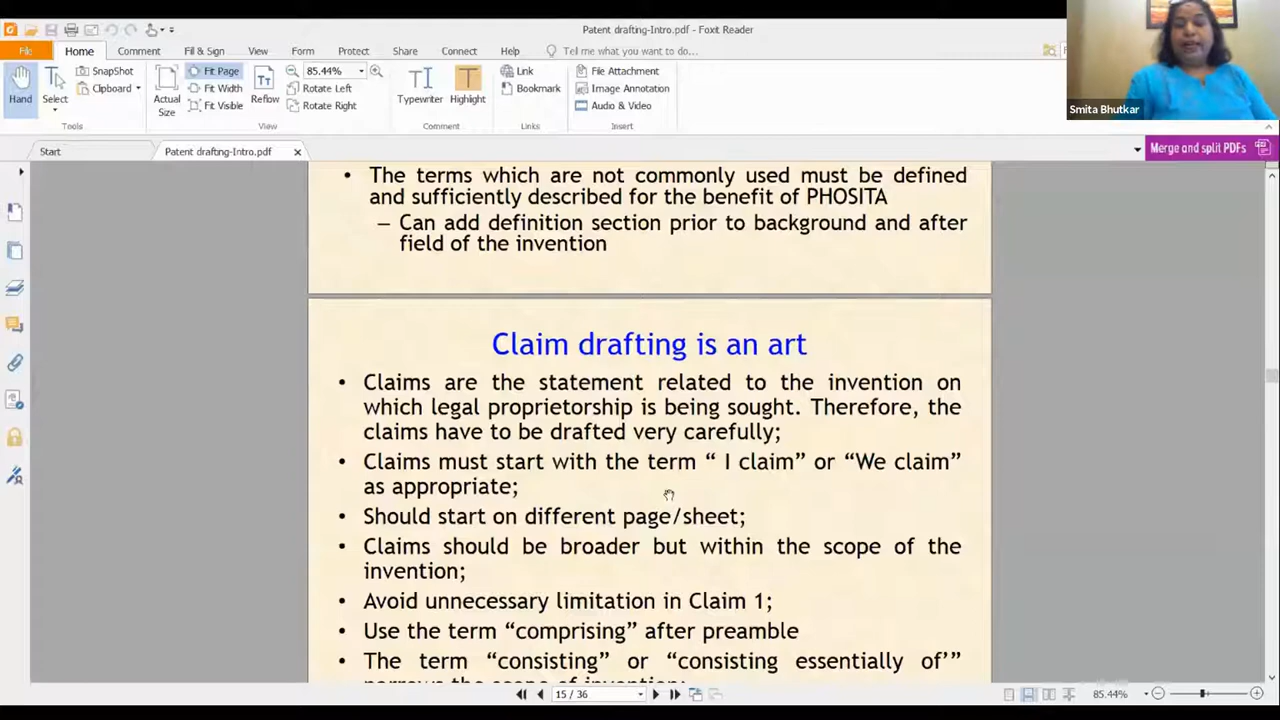 Patent drafting-Intro.pdf - Foxit Reader
File Home Comment Fill & Sign View Form Protect Share Connect Help Tell me what you want to do...
Hand
Select
SnapShot
Clipboard
Tools
Actual
Size
Fit Page
Fit Width
Fit Visible
Reflow
85.44%
Rotate Left
Rotate Right
View
Typewriter
Highlight
Comment
Link
Bookmark
Links
File Attachment
Image Annotation
Audio & Video
Insert
Smita Bhutkar
Start
Patent drafting-Intro.pdf
Merge and split PDFs
• The terms which are not commonly used must be defined
and sufficiently described for the benefit of PHOSITA
– Can add definition section prior to background and after
field of the invention
Claim drafting is an art
• Claims are the statement related to the invention on
which legal proprietorship is being sought. Therefore, the
claims have to be drafted very carefully;
• Claims must start with the term “ I claim” or “We claim”
as appropriate;
• Should start on different page/sheet;
• Claims should be broader but within the scope of the
invention;
• Avoid unnecessary limitation in Claim 1;
• Use the term “comprising” after preamble
• The term “consisting” or “consisting essentially of’”
narrows the scope of invention;
15 / 36
85.44%